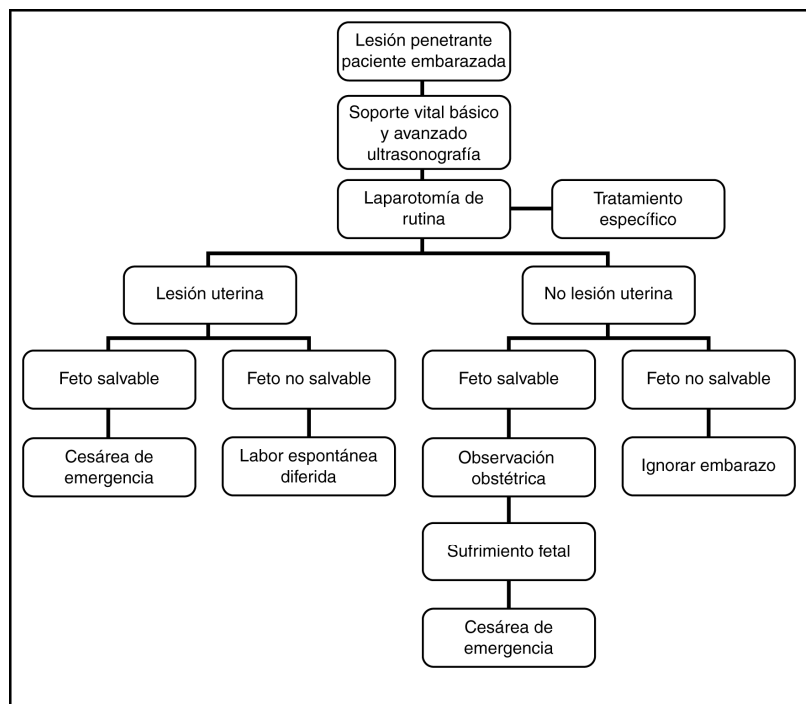 Lesión penetrante
paciente embarazada
Soporte vital básico
y avanzado
ultrasonografía
Laparotomía de
rutina
Tratamiento
específico
Lesión uterina
No lesión uterina
Feto salvable
Feto no salvable
Feto salvable
Feto no salvable
Cesárea de
emergencia
Labor espontánea
diferida
Observación
obstétrica
Ignorar embarazo
Sufrimiento fetal
Cesárea de
emergencia